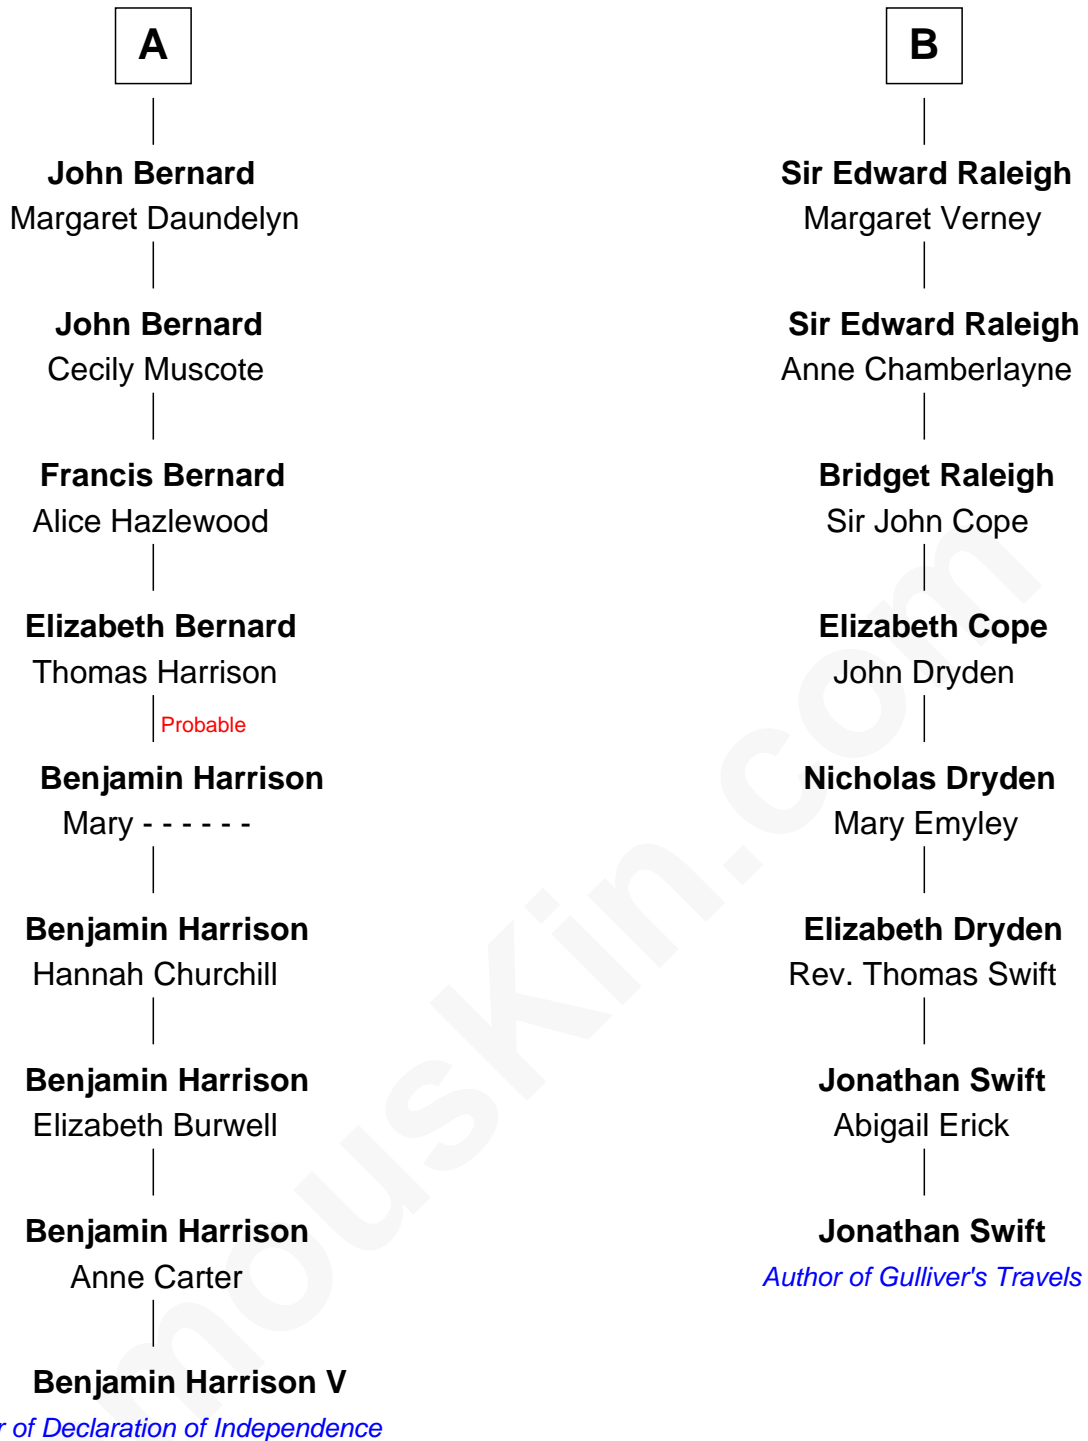 A
John Bernard
Margaret Daundelyn
John Bernard
Cecily Muscote
Francis Bernard
Alice Hazlewood
Elizabeth Bernard
Thomas Harrison
Probable
Benjamin Harrison
Mary - - - - - -
Benjamin Harrison
Hannah Churchill
Benjamin Harrison
Elizabeth Burwell
Benjamin Harrison
Anne Carter
Benjamin Harrison V
r of Declaration of Independence
B
Sir Edward Raleigh
Margaret Verney
Sir Edward Raleigh
Anne Chamberlayne
Bridget Raleigh
Sir John Cope
Elizabeth Cope
John Dryden
Nicholas Dryden
Mary Emyley
Elizabeth Dryden
Rev. Thomas Swift
Jonathan Swift
Abigail Erick
Jonathan Swift
Author of Gulliver's Travels
mouskin.com